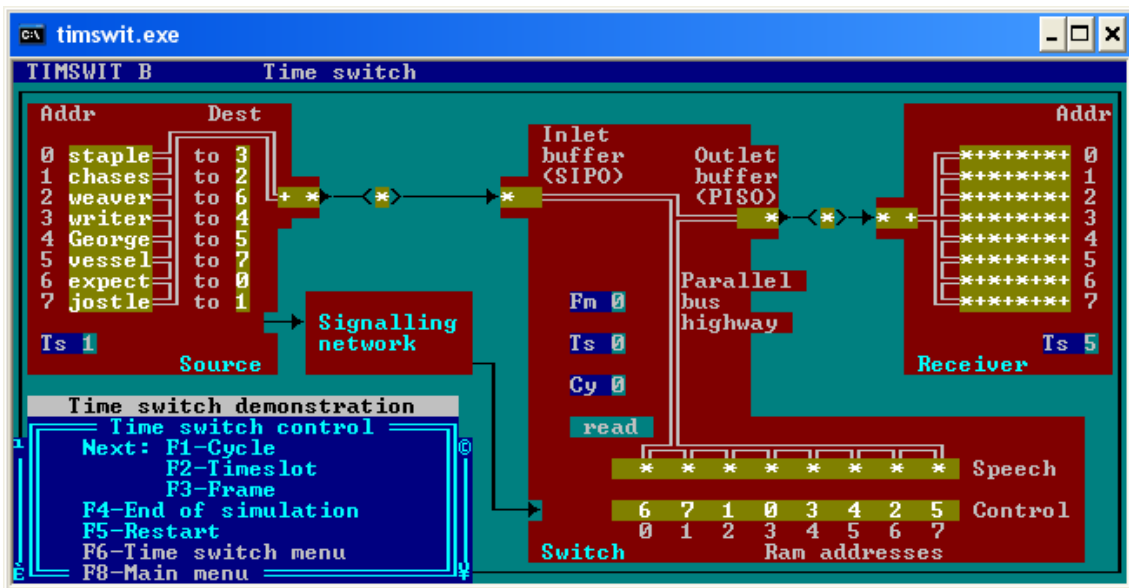 timswit.exe
TIMSWIT B Time switch
Addr Dest
0 staple to 3
1 chases to 2
2 weaver to 6
3 writer to 4
4 George to 5
5 vessel to 7
6 expect to 0
7 jostle to 1
+ *
<*>
*
Ts 1
Source
Signalling
network
Inlet
buffer
(SIPO)
Outlet
buffer
(PISO)
*
<*>
* +
Parallel
bus
highway
Fm 0
Ts 0
Cy 0
read
* * * * * * * * Speech
6 7 1 0 3 4 2 5 Control
0 1 2 3 4 5 6 7
Switch Ram addresses
Addr
*+*+*+*+ 0
*+*+*+*+ 1
*+*+*+*+ 2
*+*+*+*+ 3
*+*+*+*+ 4
*+*+*+*+ 5
*+*+*+*+ 6
*+*+*+*+ 7
Ts 5
Receiver
Time switch demonstration
Time switch control
Next: F1-Cycle
F2-Timeslot
F3-Frame
F4-End of simulation
F5-Restart
F6-Time switch menu
F8-Main menu